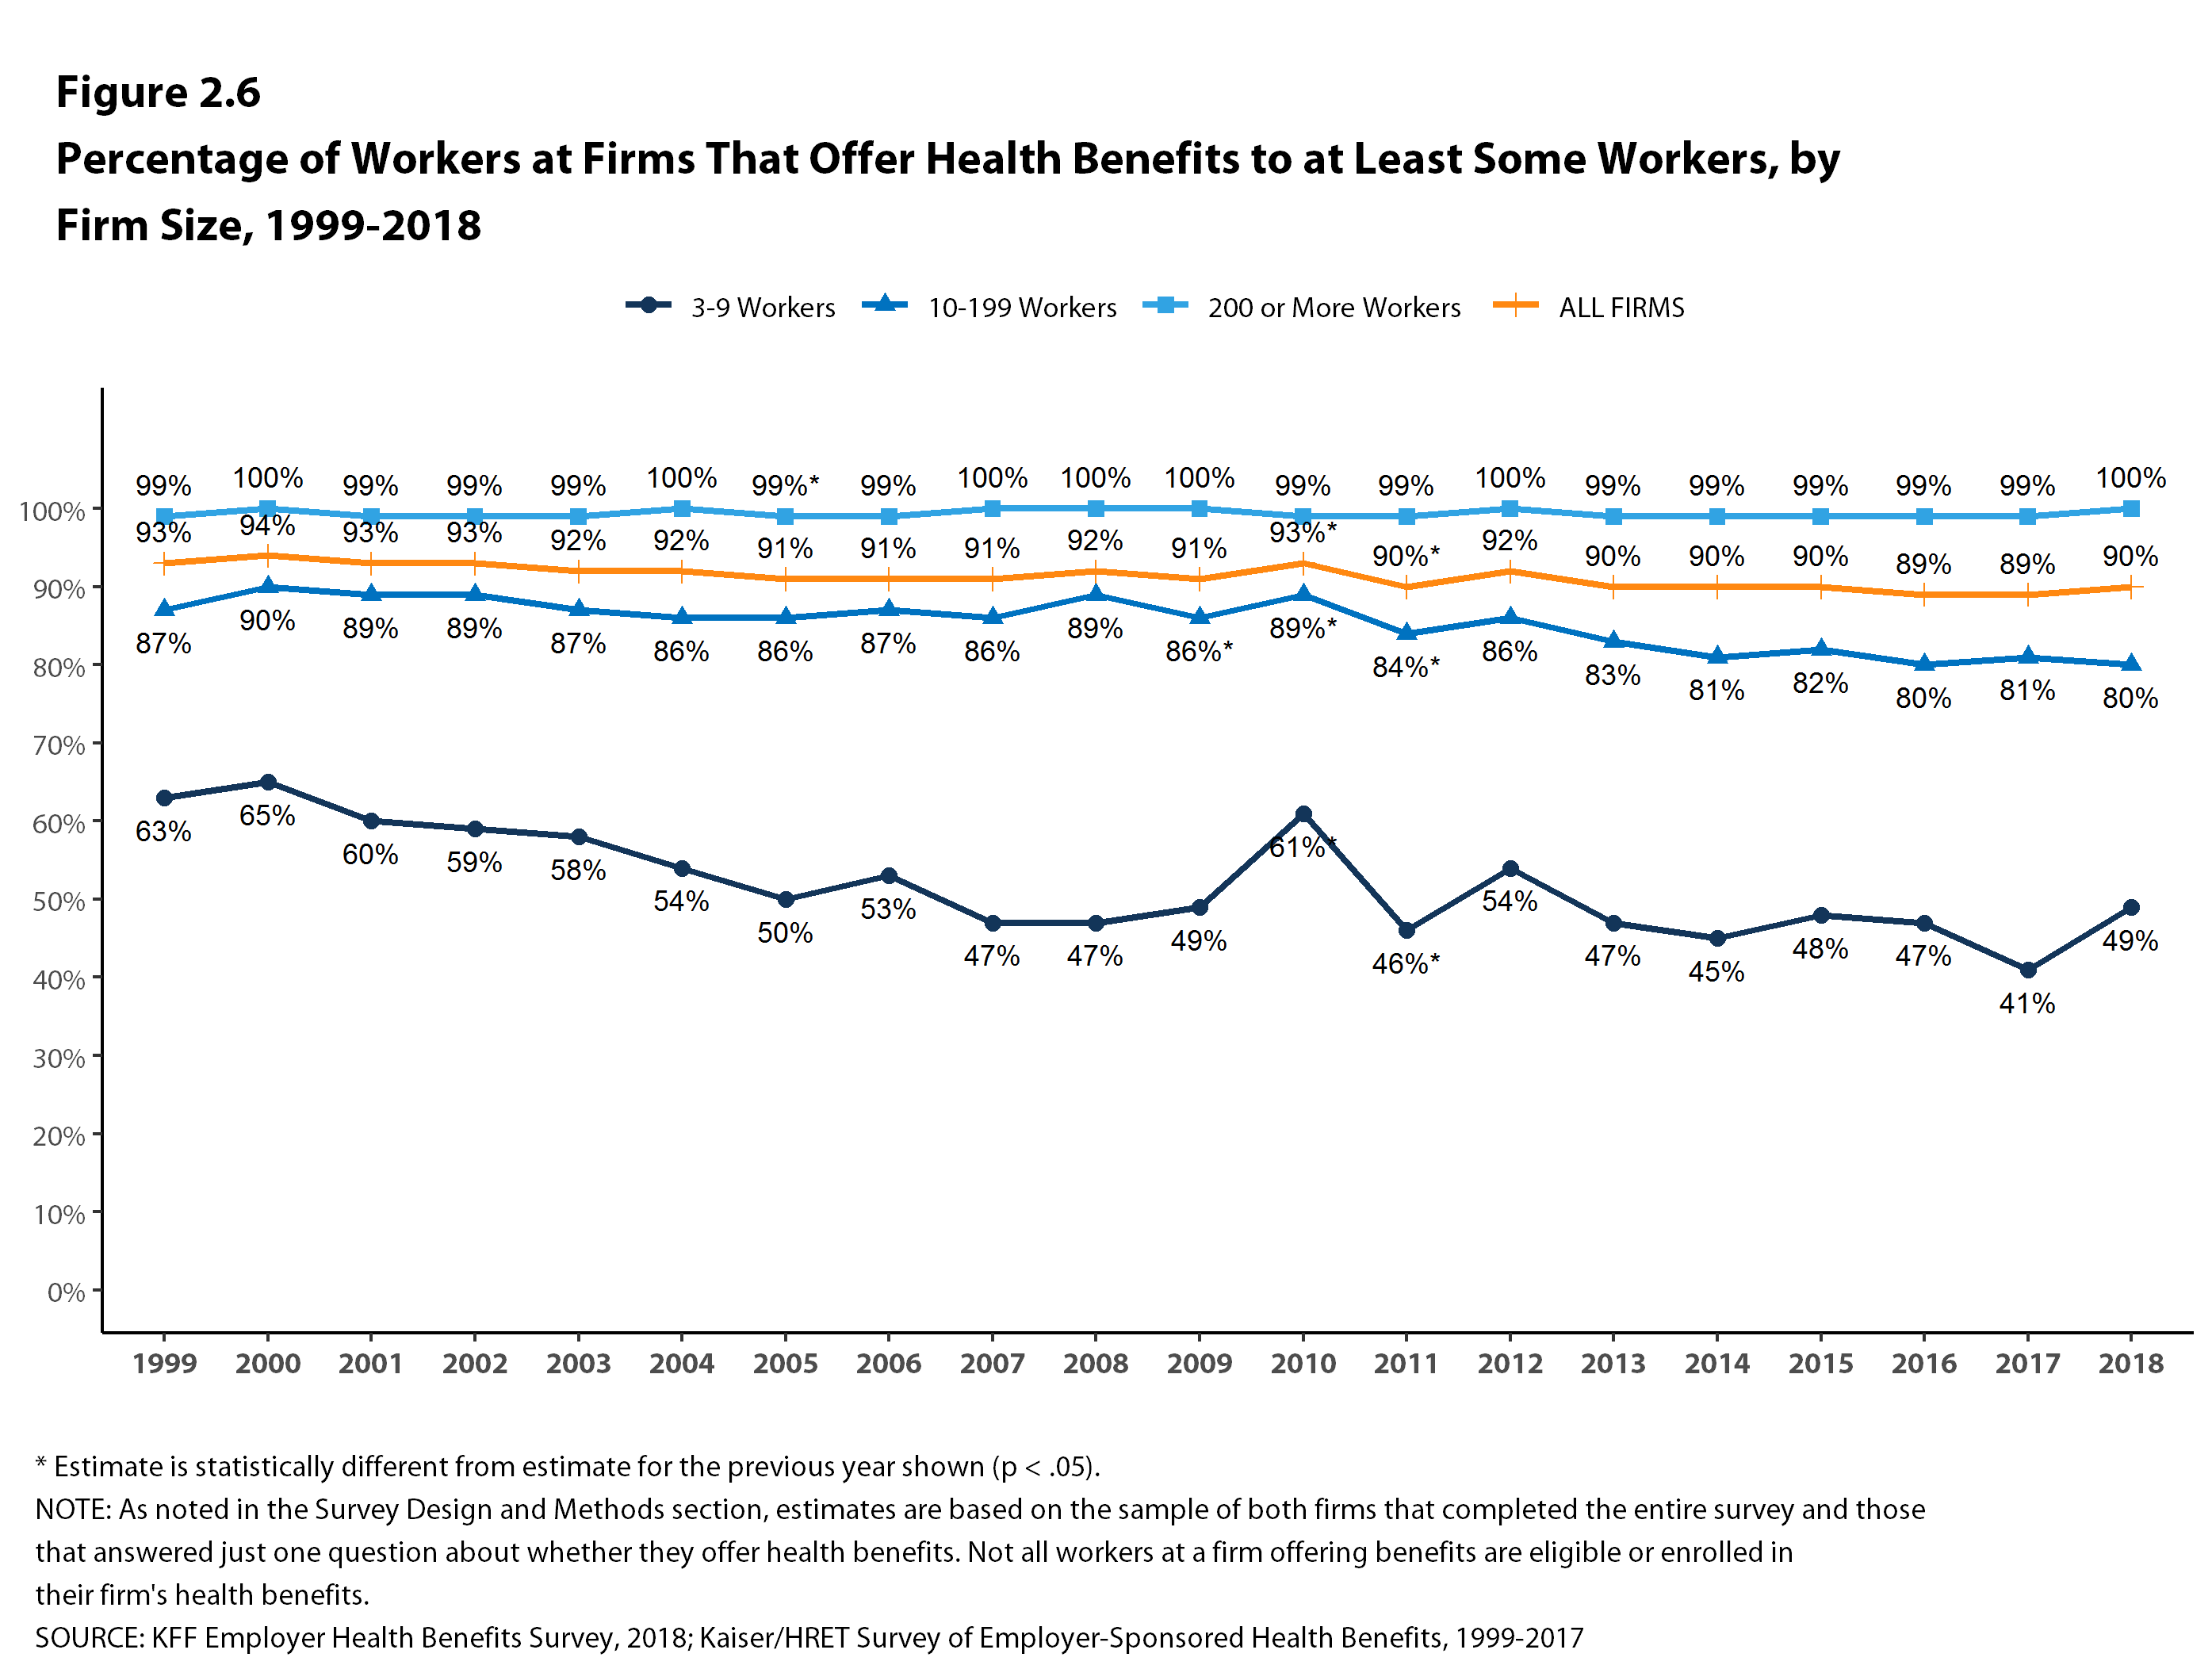 Figure 2.6
Percentage of Workers at Firms That Offer Health Benefits to at Least Some Workers, by
Firm Size, 1999-2018
3-9 Workers 10-199 Workers 200 or More Workers ALL FIRMS
99% 100% 99% 99% 99% 100% 99%* 99% 100% 100% 100% 99% 99% 100% 99% 99% 99% 99% 99% 100%
93% 94% 93% 93% 92% 92% 91% 91% 91% 92% 91% 93%* 90%* 92% 90% 90% 90% 89% 89% 90%
87% 90% 89% 89% 87% 86% 86% 87% 86% 89% 86%* 89%* 84%* 86% 83% 81% 82% 80% 81% 80%
63% 65% 60% 59% 58% 54% 50% 53% 47% 47% 49% 61%* 46%* 54% 47% 45% 48% 47% 41% 49%
100%
90%
80%
70%
60%
50%
40%
30%
20%
10%
0%
1999 2000 2001 2002 2003 2004 2005 2006 2007 2008 2009 2010 2011 2012 2013 2014 2015 2016 2017 2018
* Estimate is statistically different from estimate for the previous year shown (p < .05).
NOTE: As noted in the Survey Design and Methods section, estimates are based on the sample of both firms that completed the entire survey and those
that answered just one question about whether they offer health benefits. Not all workers at a firm offering benefits are eligible or enrolled in
their firm's health benefits.
SOURCE: KFF Employer Health Benefits Survey, 2018; Kaiser/HRET Survey of Employer-Sponsored Health Benefits, 1999-2017